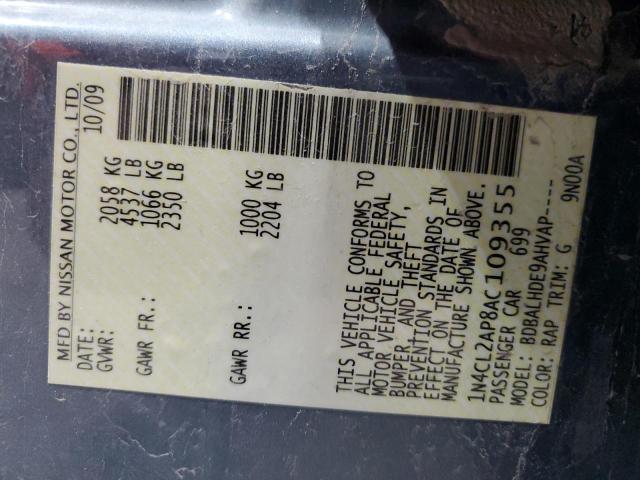 MFD BY NISSAN MOTOR CO., LTD.
DATE: 10/09
GVWR: 2058 KG
4537 LB
GAWR FR.: 1066 KG
2350 LB
GAWR RR.: 1000 KG
2204 LB
THIS VEHICLE CONFORMS TO
ALL APPLICABLE FEDERAL
MOTOR VEHICLE SAFETY,
BUMPER, AND THEFT
PREVENTION STANDARDS IN
EFFECT ON THE DATE OF
MANUFACTURE SHOWN ABOVE.
1N4CL2AP8AC109355
PASSENGER CAR 699
MODEL: BDBALHDE9AHVAP----
COLOR: RAP TRIM: G 9N00A